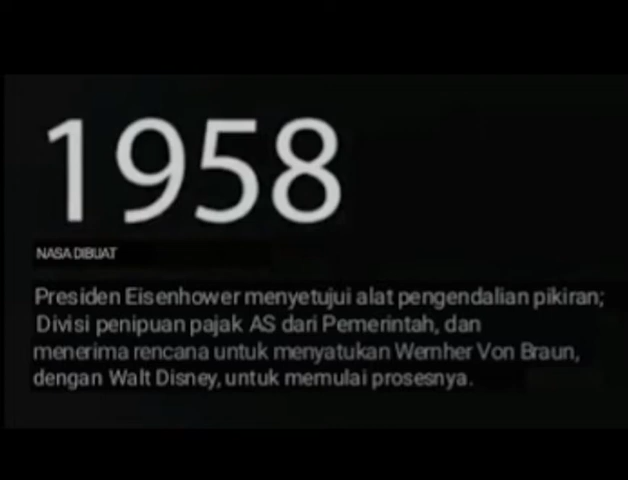 1958
NASA DIBUAT
Presiden Eisenhower menyetujui alat pengendalian pikiran;
Divisi penipuan pajak AS dari Pemerintah, dan
menerima rencana untuk menyatukan Wernher Von Braun,
dengan Walt Disney, untuk memulai prosesnya.